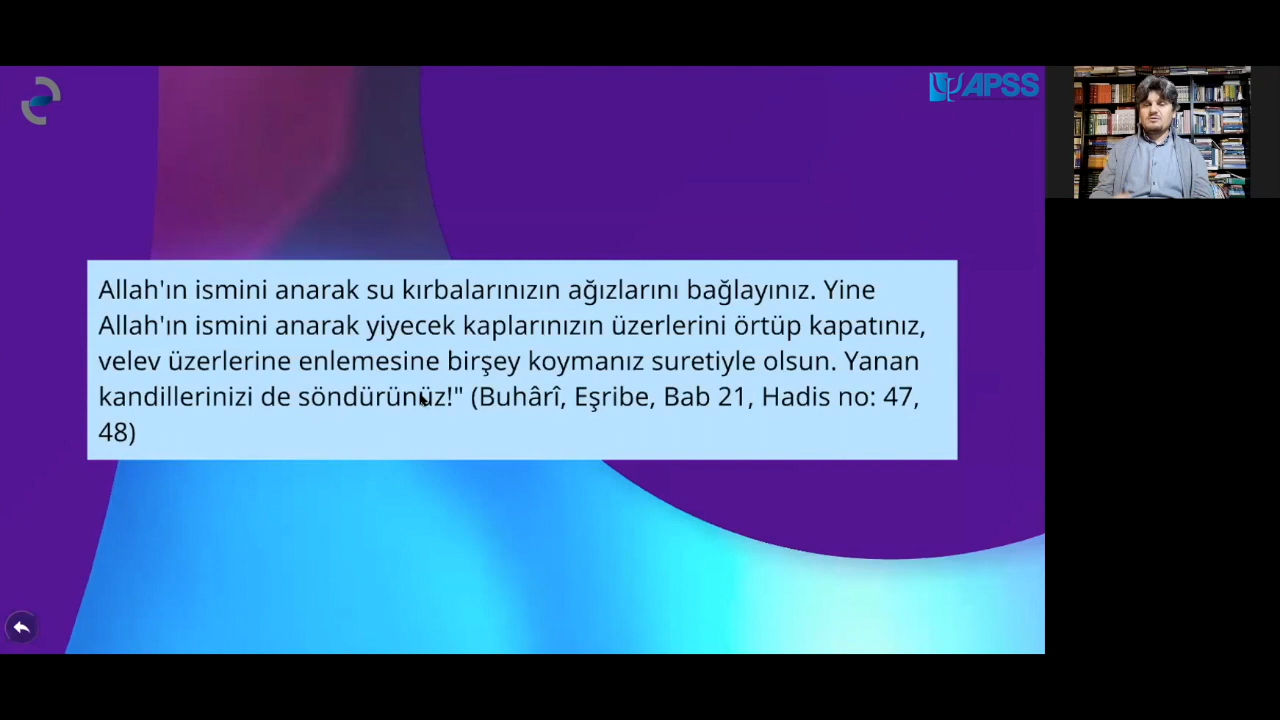 APSS
Allah'ın ismini anarak su kırbalarınızın ağızlarını bağlayınız. Yine
Allah'ın ismini anarak yiyecek kaplarınızın üzerlerini örtüp kapatınız,
velev üzerlerine enlemesine birşey koymanız suretiyle olsun. Yanan
kandillerinizi de söndürünüz!" (Buhârî, Eşribe, Bab 21, Hadis no: 47,
48)